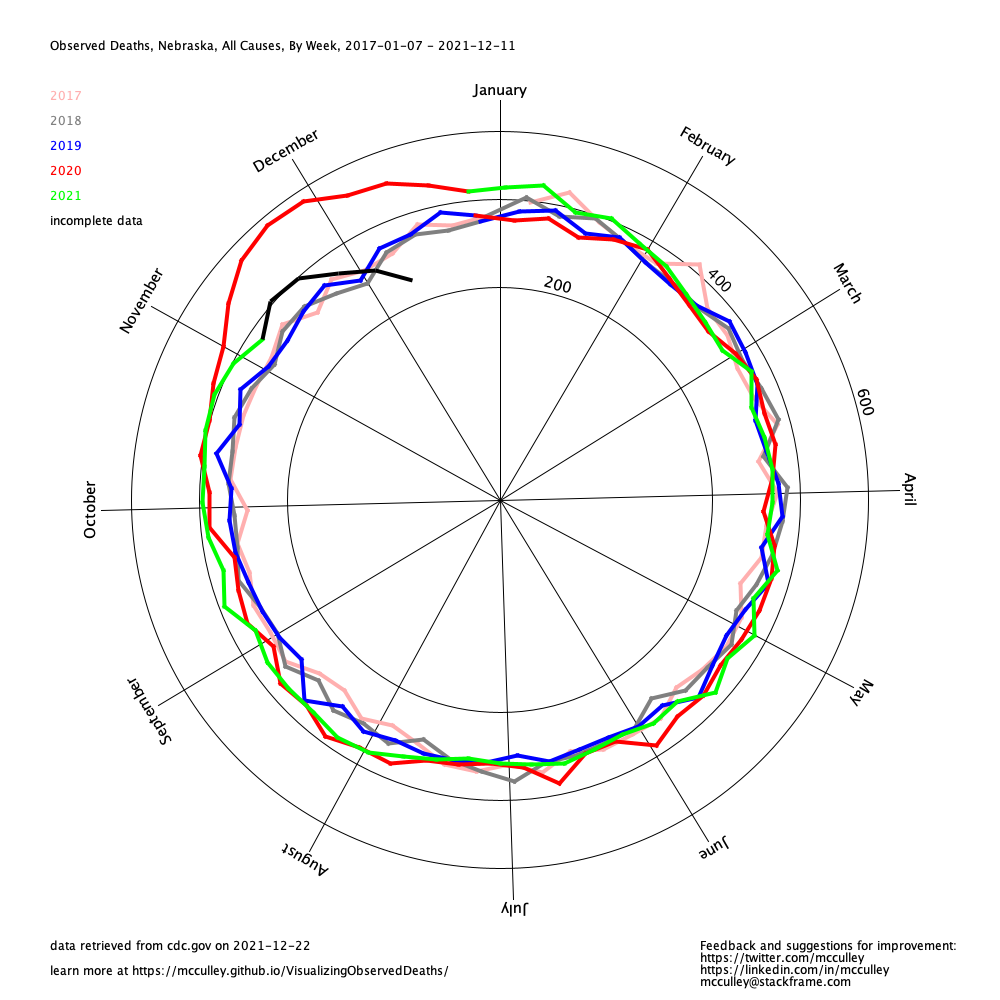 Observed Deaths, Nebraska, All Causes, By Week, 2017-01-07 - 2021-12-11
2017
2018
2019
2020
2021
incomplete data
January
February
March
April
May
June
July
August
September
October
November
December
200
400
600
data retrieved from cdc.gov on 2021-12-22
learn more at https://mcculley.github.io/VisualizingObservedDeaths/
Feedback and suggestions for improvement:
https://twitter.com/mcculley
https://linkedin.com/in/mcculley
mcculley@stackframe.com